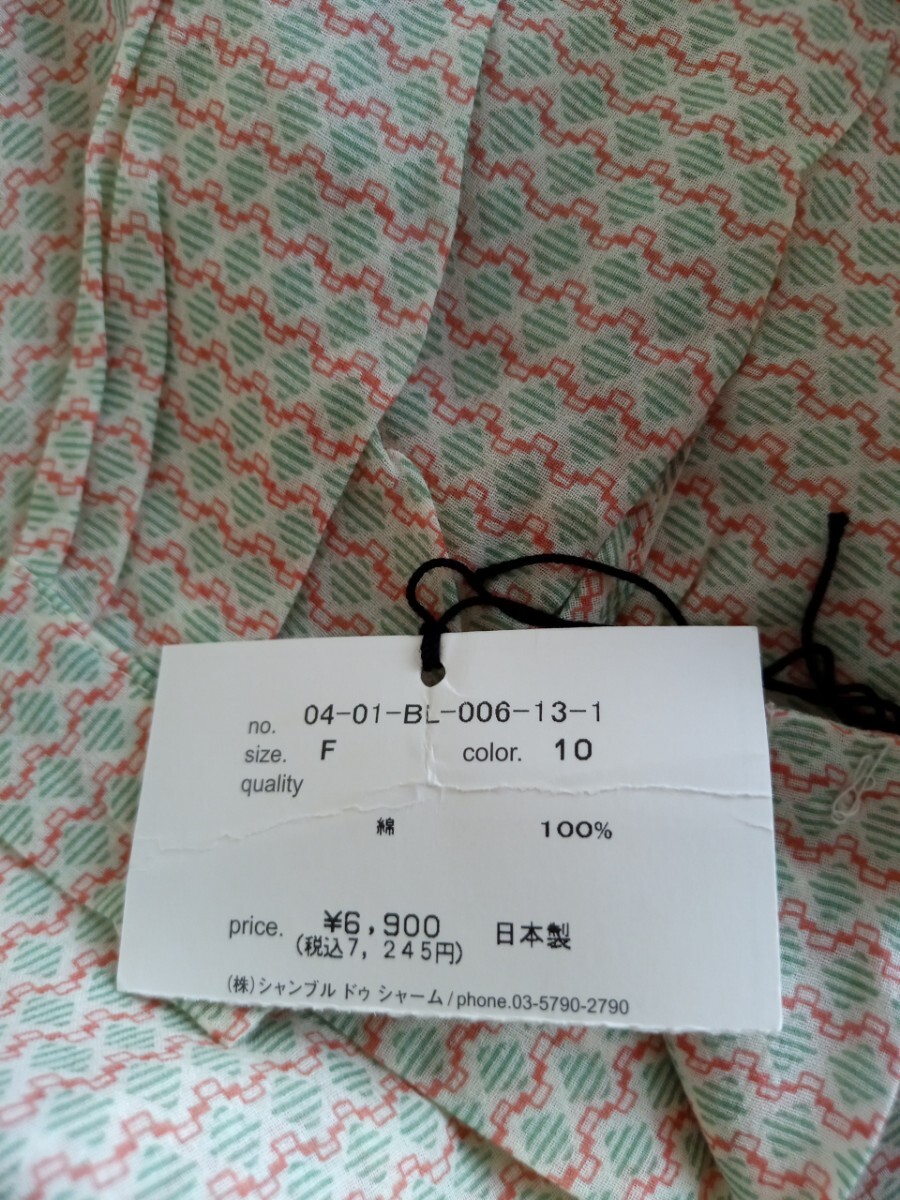 no. 04-01-BL-006-13-1
size. F color. 10
quality
綿 100%
price. ¥6,900 日本製
(税込7,245円)
(株)シャンブル ドゥ シャーム/phone.03-5790-2790